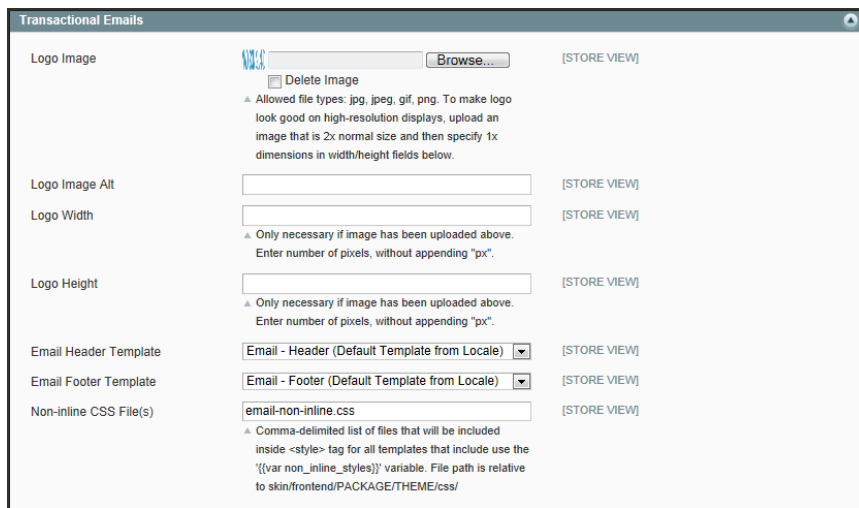 Transactional Emails
Logo Image
Browse...
[STORE VIEW]
Delete Image
Allowed file types: jpg, jpeg, gif, png. To make logo
look good on high-resolution displays, upload an
image that is 2x normal size and then specify 1x
dimensions in width/height fields below.
Logo Image Alt
[STORE VIEW]
Logo Width
[STORE VIEW]
Only necessary if image has been uploaded above.
Enter number of pixels, without appending "px".
Logo Height
[STORE VIEW]
Only necessary if image has been uploaded above.
Enter number of pixels, without appending "px".
Email Header Template
Email - Header (Default Template from Locale)
[STORE VIEW]
Email Footer Template
Email - Footer (Default Template from Locale)
[STORE VIEW]
Non-inline CSS File(s)
email-non-inline.css
[STORE VIEW]
Comma-delimited list of files that will be included
inside <style> tag for all templates that include use the
'{{var non_inline_styles}}' variable. File path is relative
to skin/frontend/PACKAGE/THEME/css/